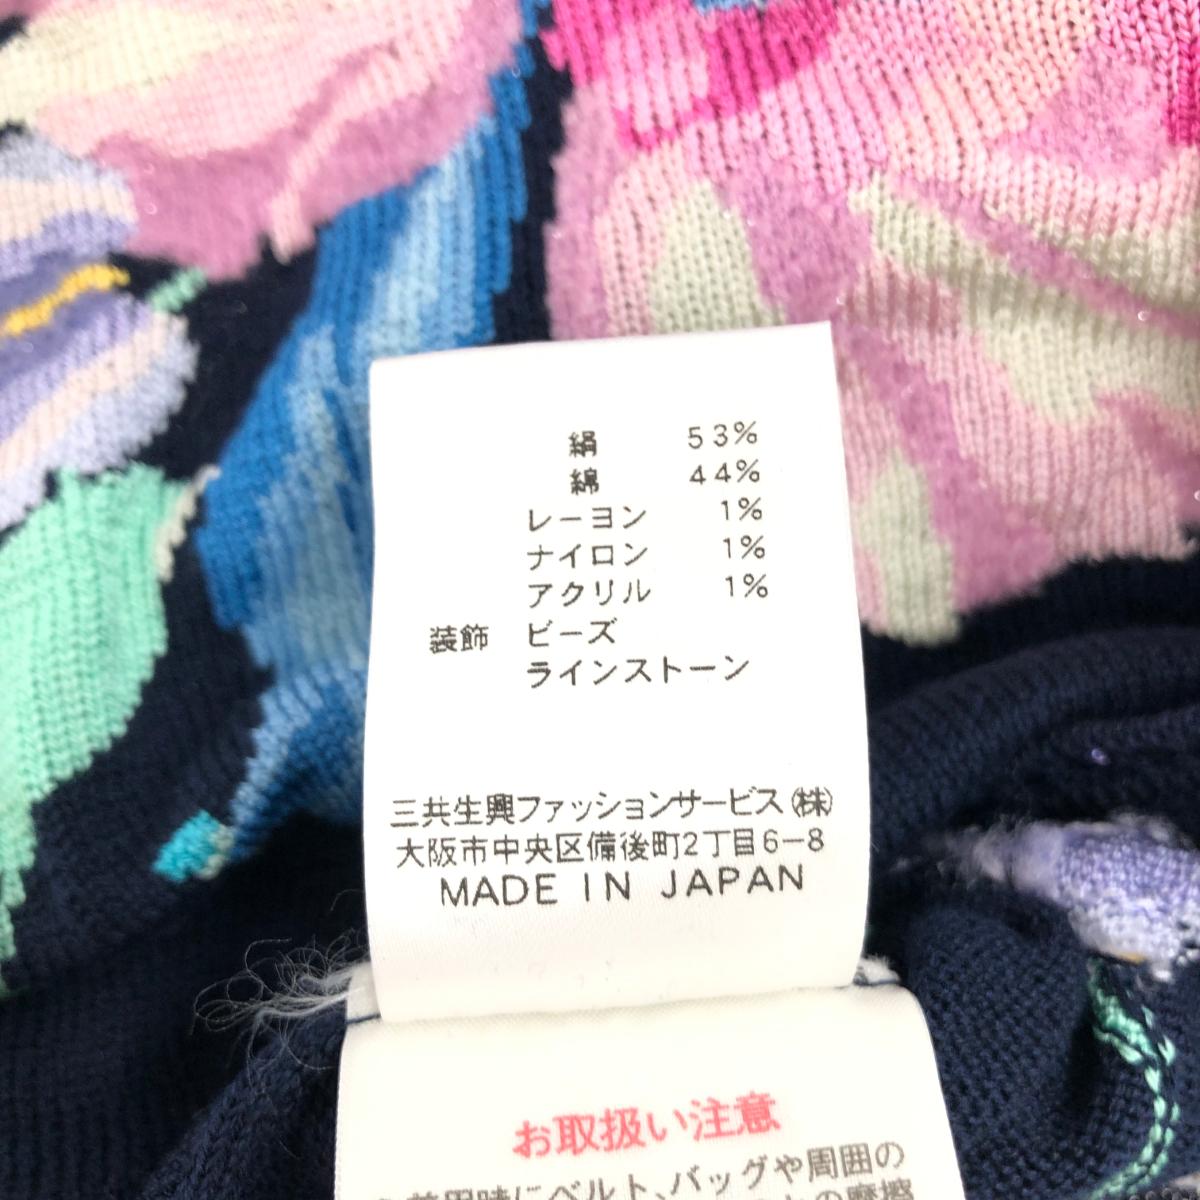 絹 53%
綿 44%
レーヨン 1%
ナイロン 1%
アクリル 1%
装飾 ビーズ
ラインストーン
三共生興ファッションサービス㈱
大阪市中央区備後町2丁目6-8
MADE IN JAPAN
お取扱い注意
着用時にベルト、バッグや周囲の